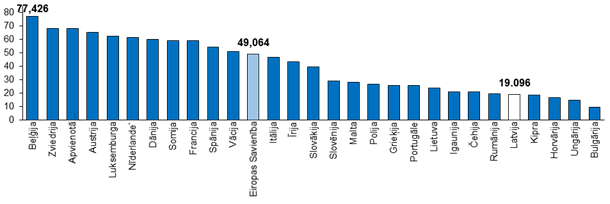 77,426
49,064
19.096
90
80
70
60
50
40
30
20
10
0
Beļģija
Zviedrija
Apvienotā
Austrija
Luksemburga
Nīderlande
Dānija
Somija
Francija
Spānija
Vācija
Eiropas Savienība
Itālija
Īrija
Slovākija
Slovēnija
Malta
Polija
Grieķija
Portugāle
Lietuva
Igaunija
Čehija
Rumānija
Latvija
Kipra
Horvārija
Ungārija
Bulgārija